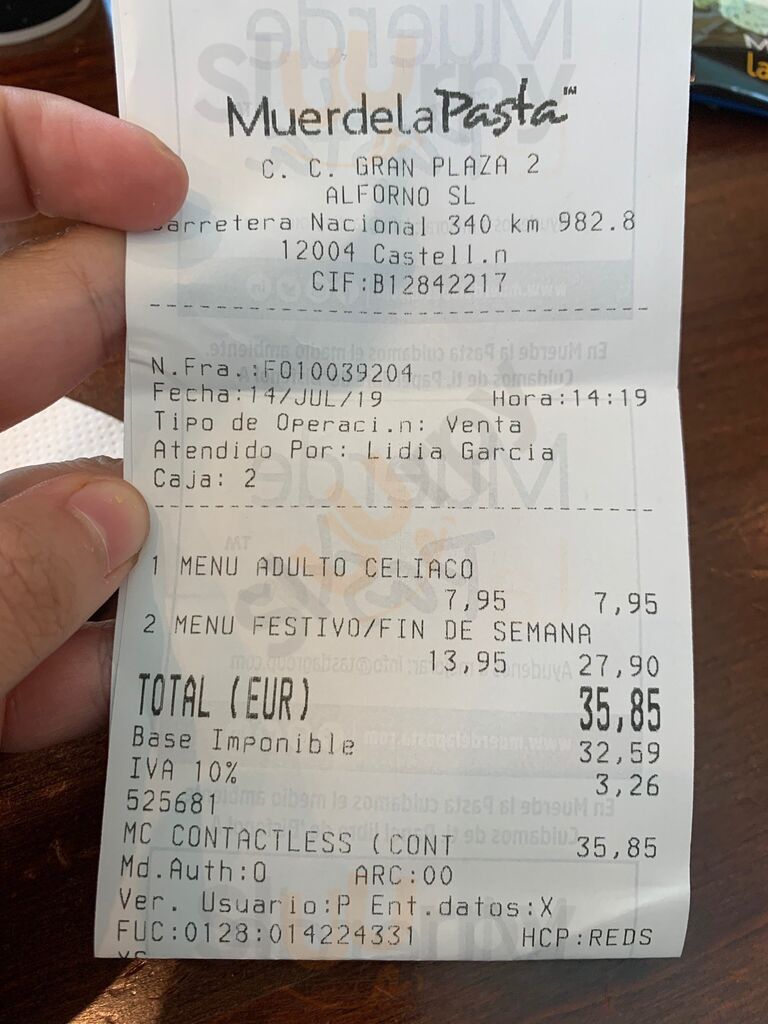 MuerdelaPasta™
C. C. GRAN PLAZA 2
ALFORNO SL
arretera Nacional 340 km 982.8
12004 Castell.n
CIF:B12842217
N.Fra.:F010039204
Fecha:14/JUL/19 Hora:14:19
Tipo de Operaci.n: Venta
Atendido Por: Lidia Garcia
Caja: 2
1 MENU ADULTO CELIACO
7,95 7,95
2 MENU FESTIVO/FIN DE SEMANA
13,95 27,90
TOTAL (EUR) 35,85
Base Imponible 32,59
IVA 10% 3,26
525681
MC CONTACTLESS (CONT 35,85
Md.Auth:0 ARC:00
Ver. Usuario:P Ent.datos:X
FUC:0128:014224331 HCP:REDS